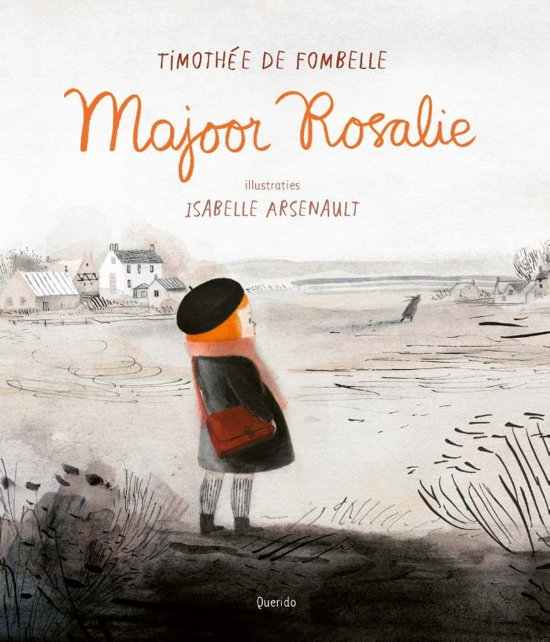 TiMOTHÉE DE FOMBELLE
Majoor Rosalie
illustraties
ISABELLE ARSENAULT
Querido